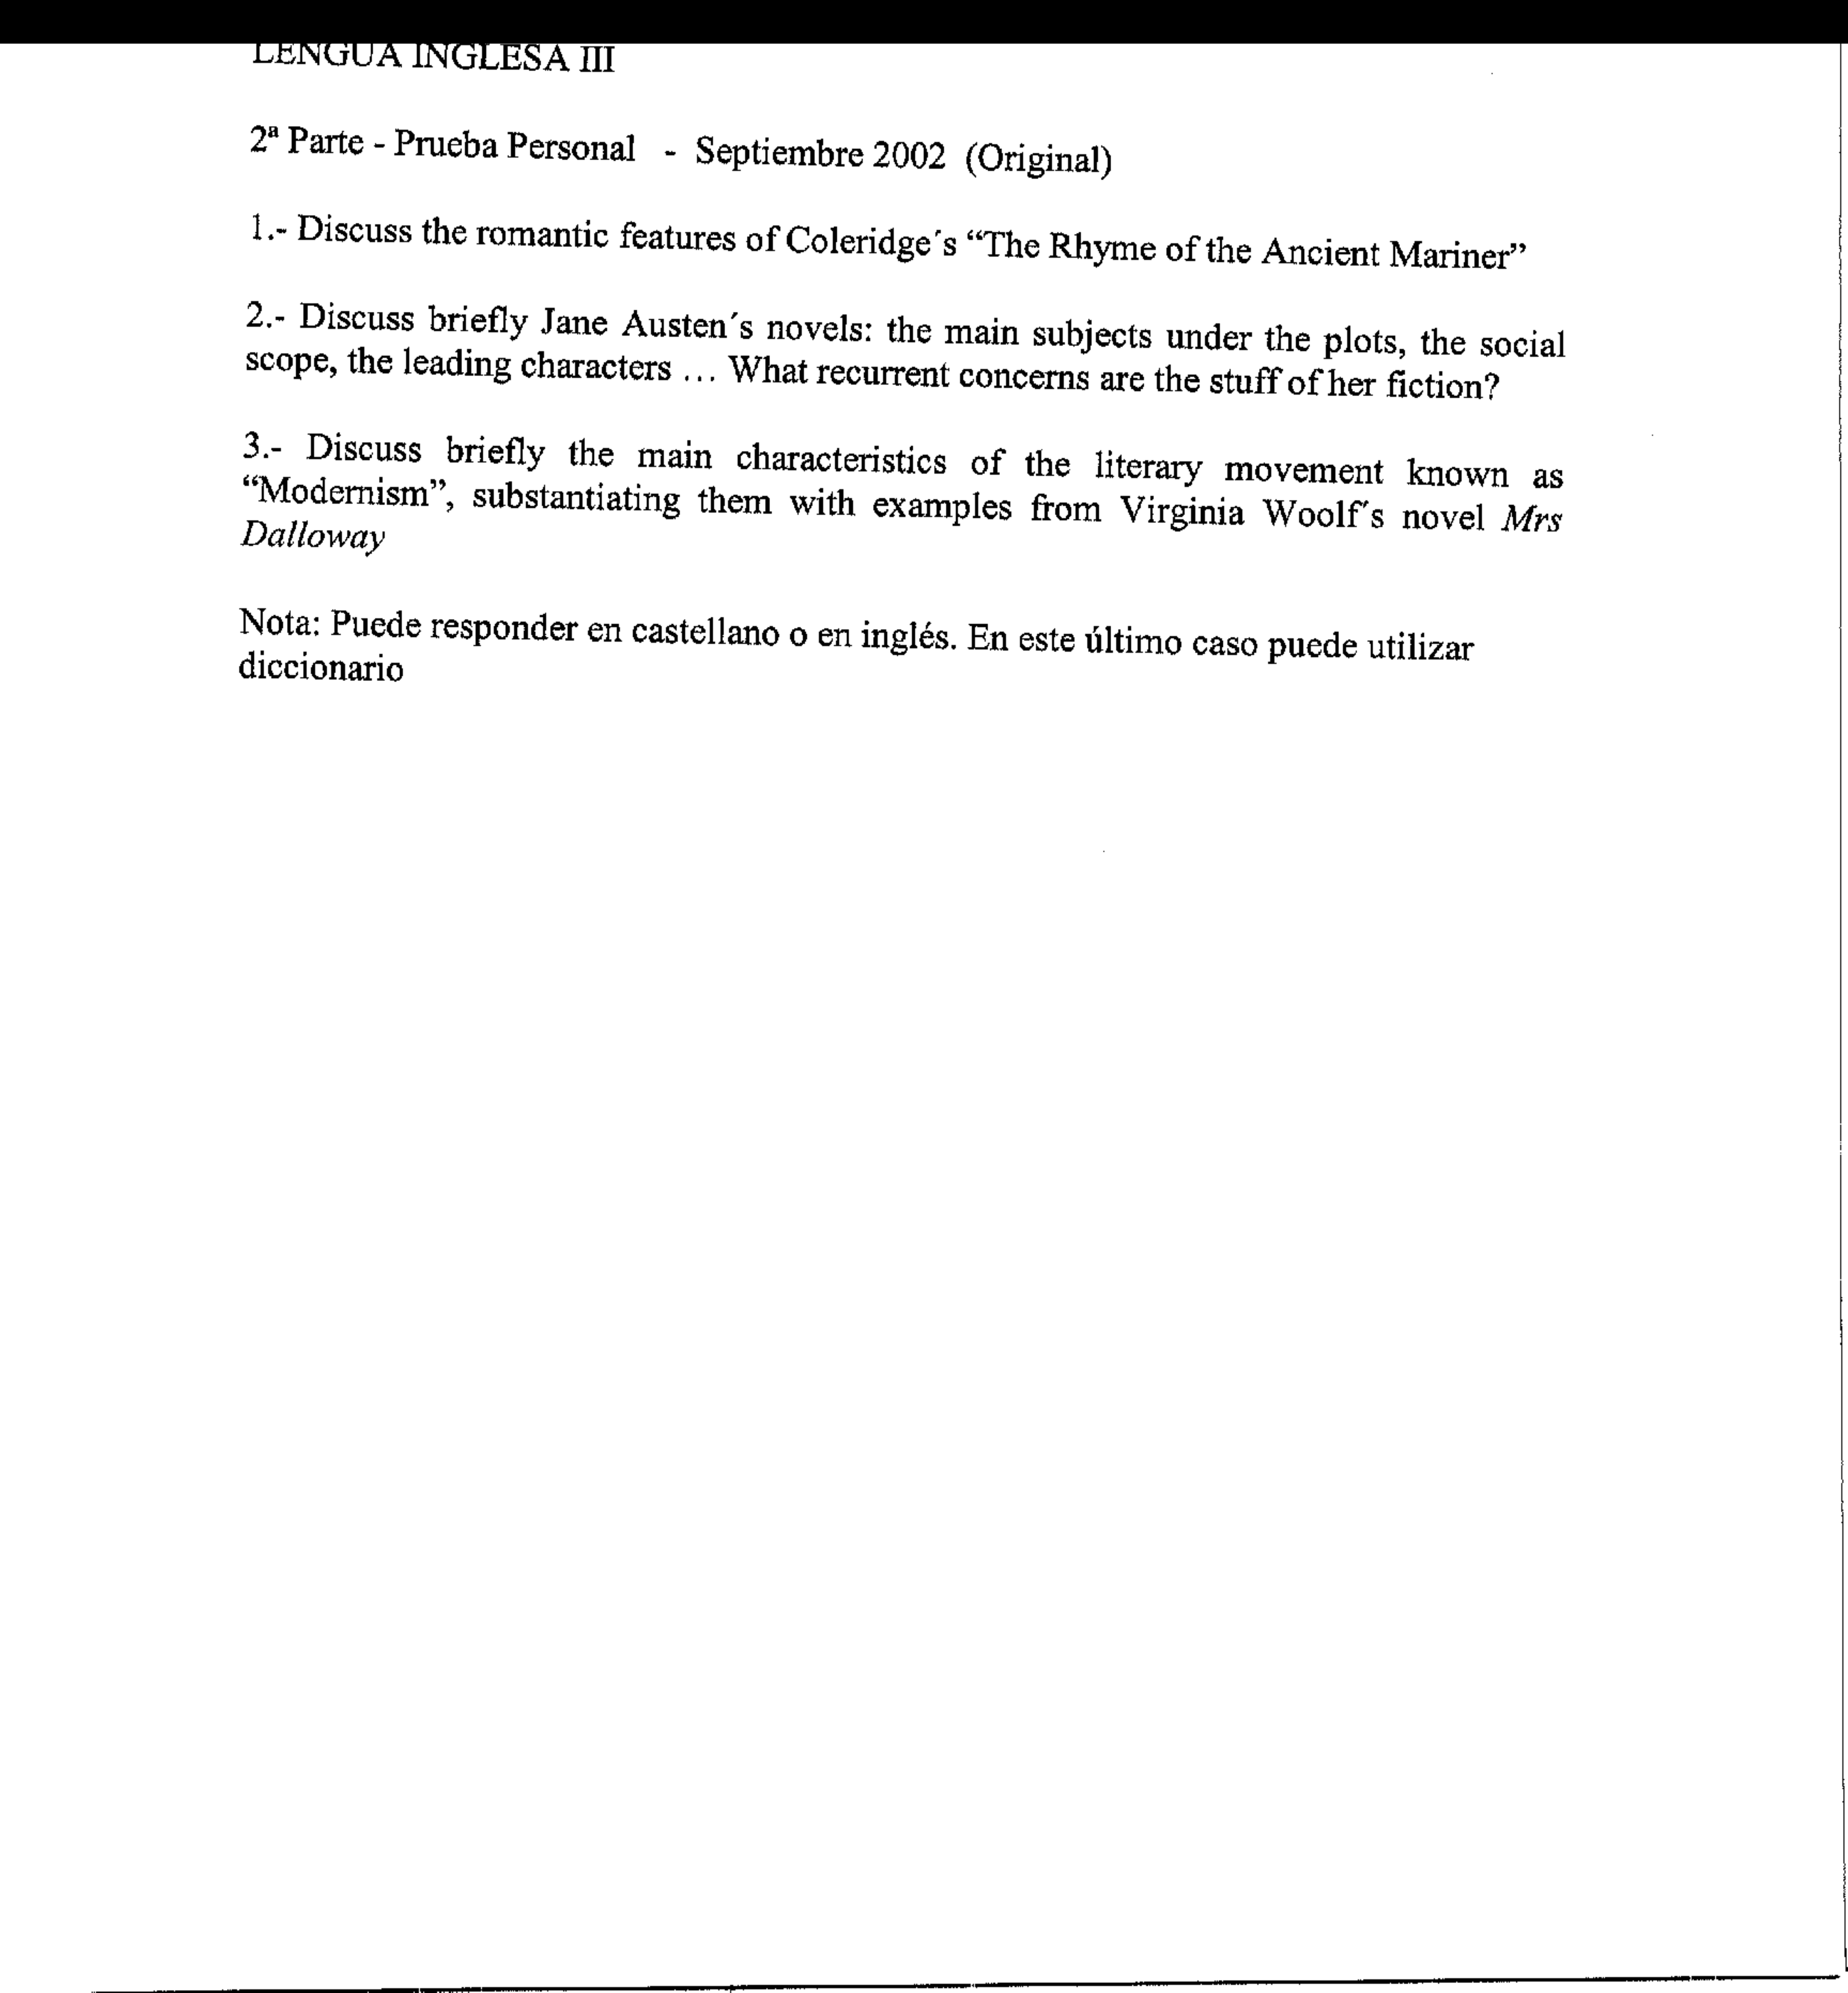 LENGUA INGLESA III
2ª Parte - Prueba Personal - Septiembre 2002 (Original)
1.- Discuss the romantic features of Coleridge´s “The Rhyme of the Ancient Mariner”
2.- Discuss briefly Jane Austen´s novels: the main subjects under the plots, the social
scope, the leading characters … What recurrent concerns are the stuff of her fiction?
3.- Discuss briefly the main characteristics of the literary movement known as
“Modernism”, substantiating them with examples from Virginia Woolf´s novel Mrs
Dalloway
Nota: Puede responder en castellano o en inglés. En este último caso puede utilizar
diccionario